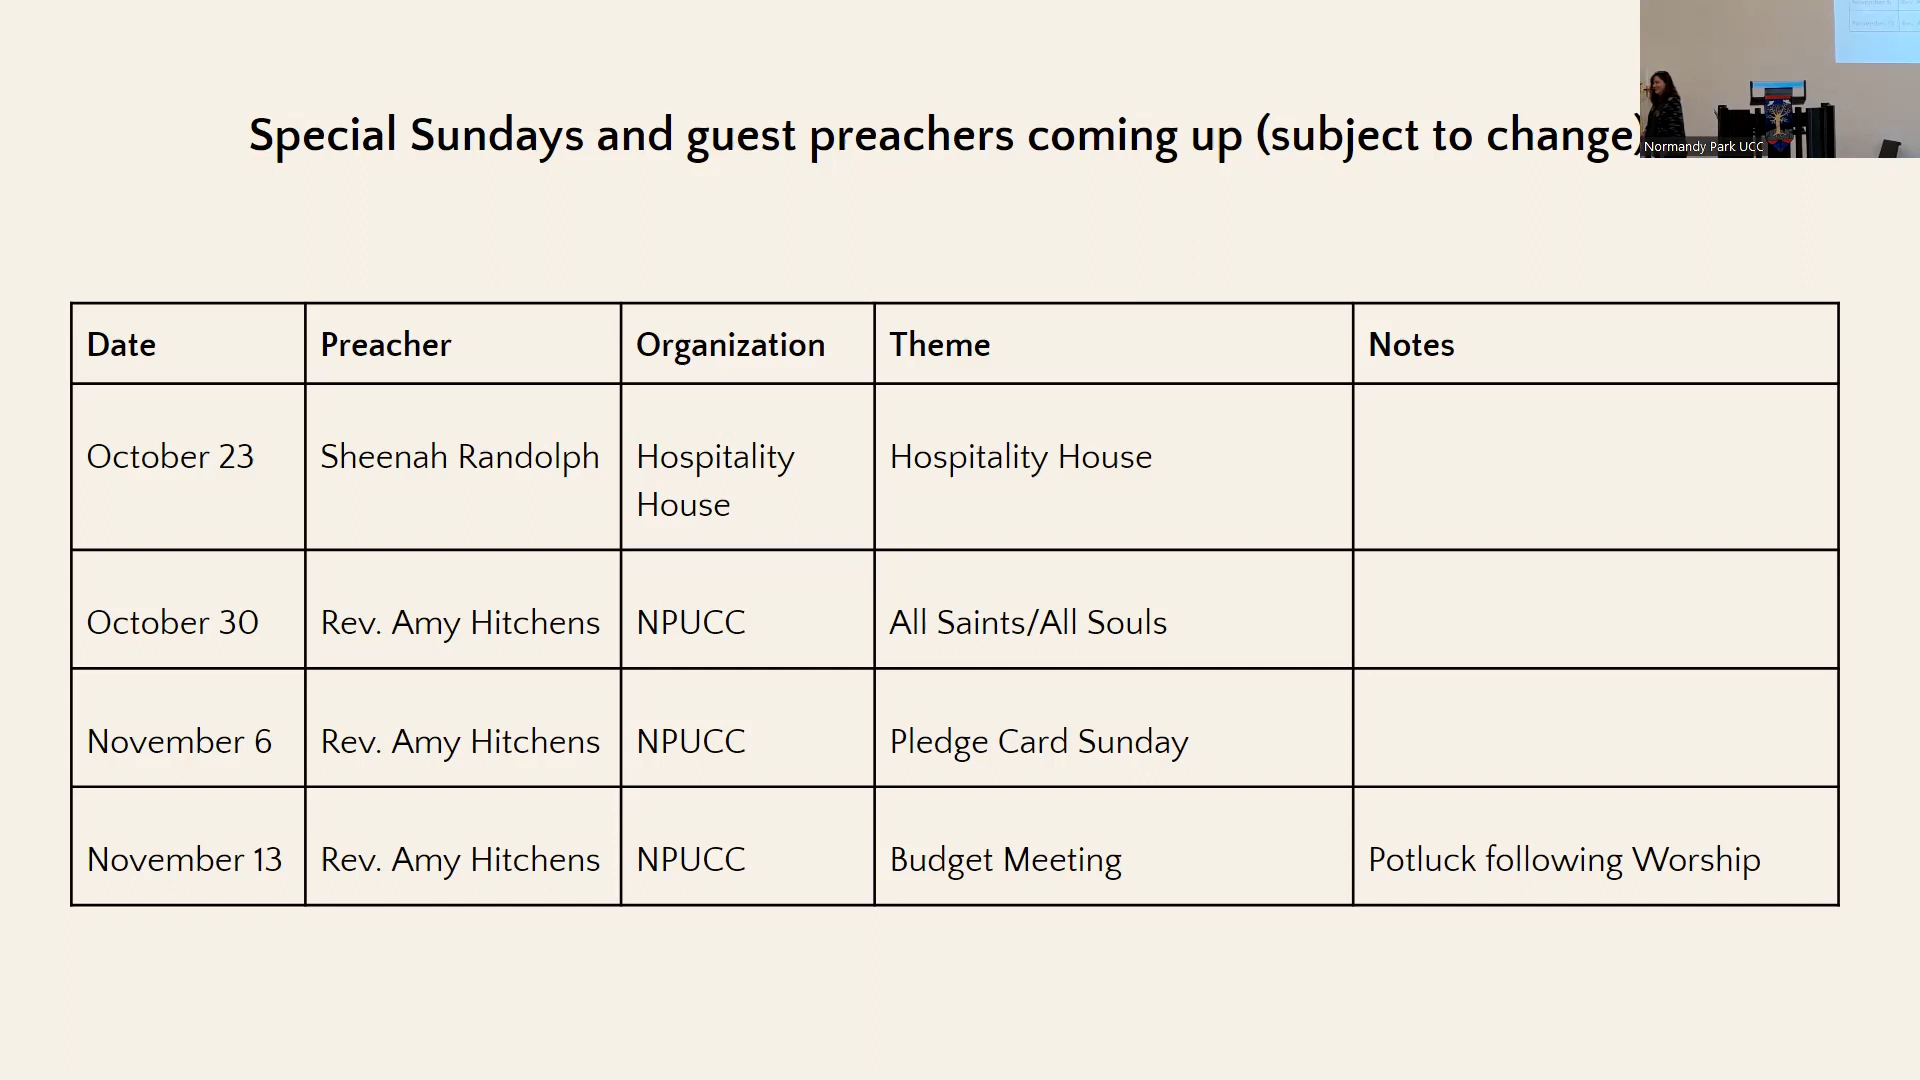 Special Sundays and guest preachers coming up (subject to change)
Normandy Park UCC
Date Preacher Organization Theme Notes
October 23 Sheenah Randolph Hospitality House Hospitality House
October 30 Rev. Amy Hitchens NPUCC All Saints/All Souls
November 6 Rev. Amy Hitchens NPUCC Pledge Card Sunday
November 13 Rev. Amy Hitchens NPUCC Budget Meeting Potluck following Worship